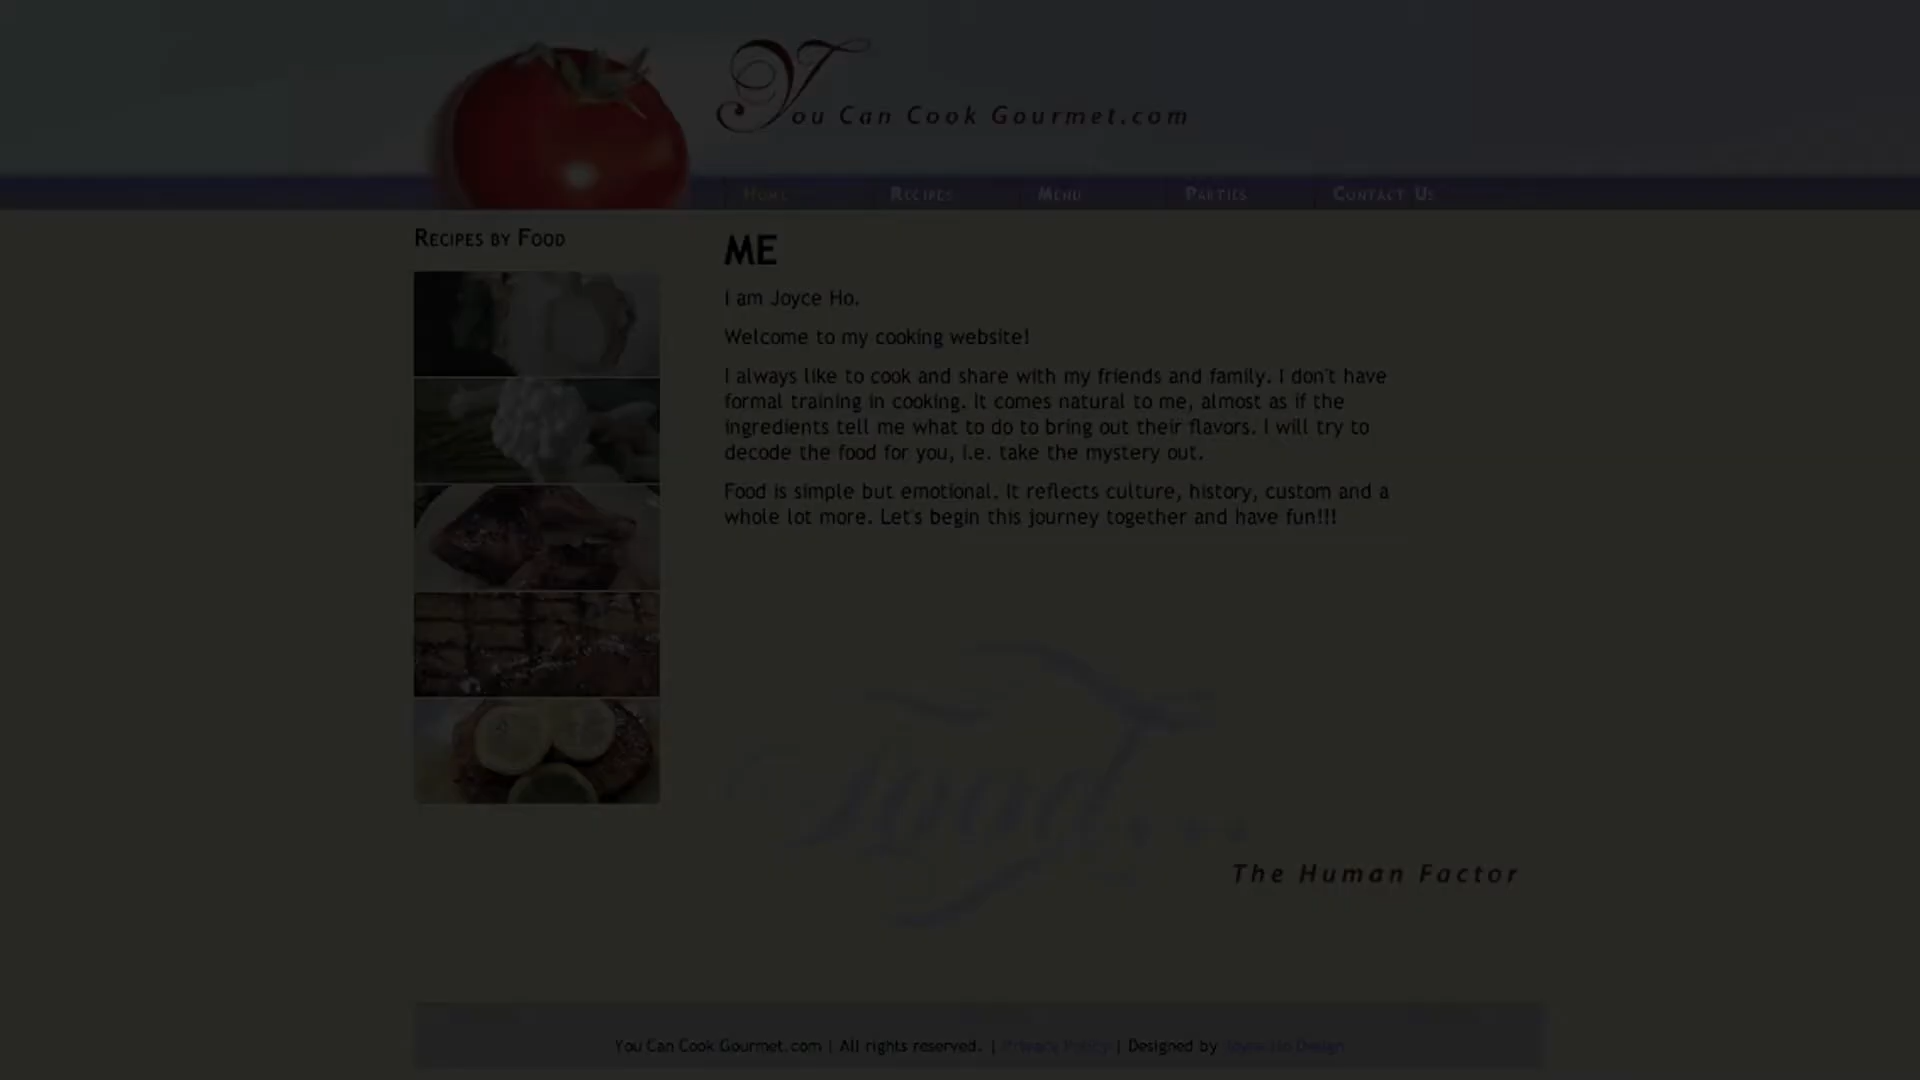 You Can Cook Gourmet.com
Home Recipes Menu Parties Contact Us
Recipes by Food
ME
I am Joyce Ho.
Welcome to my cooking website!
I always like to cook and share with my friends and family. I don't have
formal training in cooking. It comes natural to me, almost as if the
ingredients tell me what to do to bring out their flavors. I will try to
decode the food for you, i.e. take the mystery out.
Food is simple but emotional. It reflects culture, history, custom and a
whole lot more. Let's begin this journey together and have fun!!!
The Human Factor
You Can Cook Gourmet.com | All rights reserved. | Privacy Policy | Designed by Joyce Ho Design